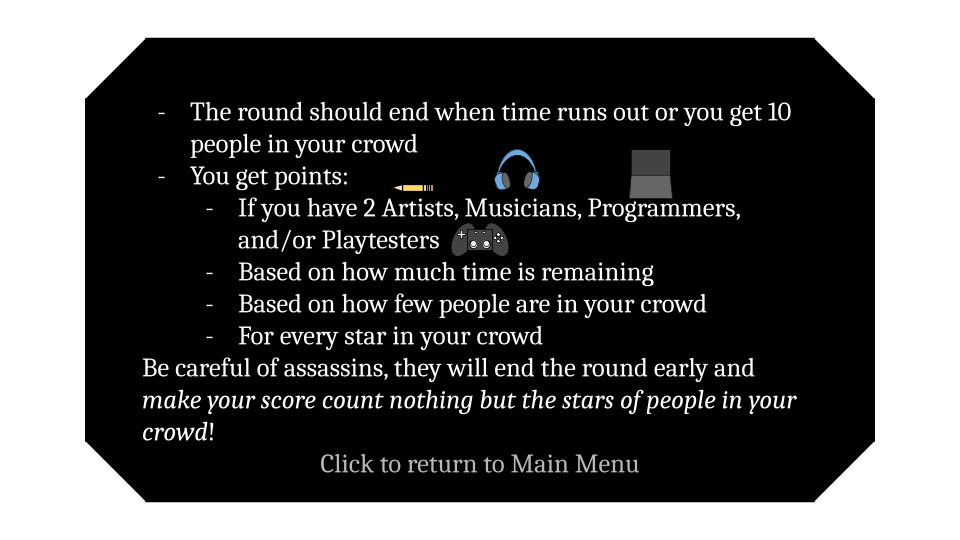 - The round should end when time runs out or you get 10
people in your crowd
- You get points:
- If you have 2 Artists, Musicians, Programmers,
and/or Playtesters
- Based on how much time is remaining
- Based on how few people are in your crowd
- For every star in your crowd
Be careful of assassins, they will end the round early and
make your score count nothing but the stars of people in your
crowd!
Click to return to Main Menu